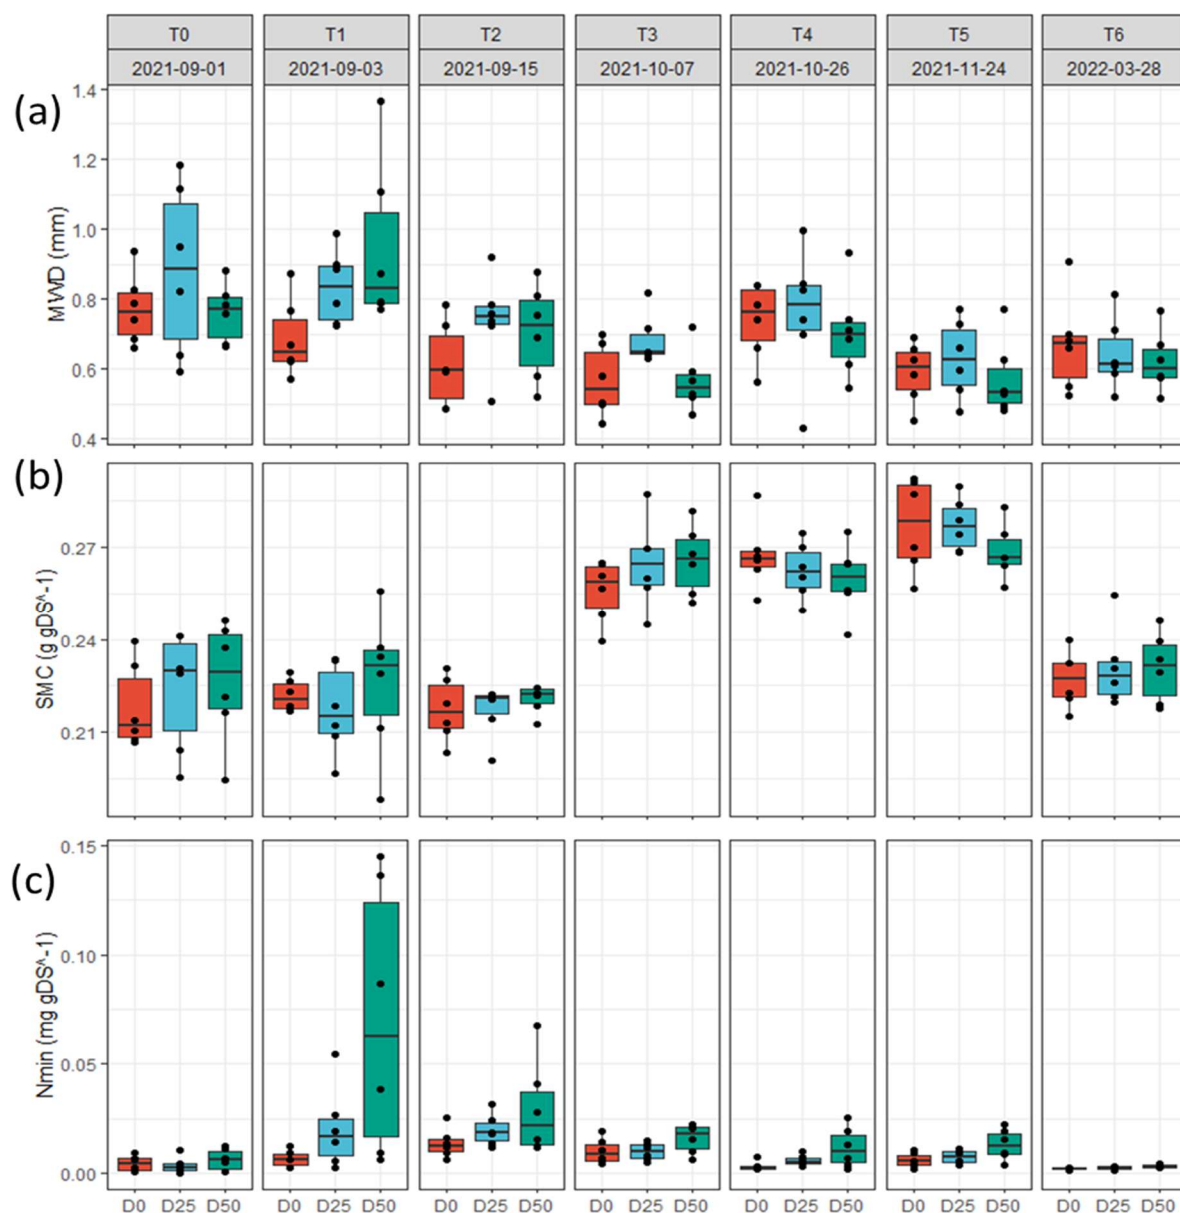 T0 T1 T2 T3 T4 T5 T6
2021-09-01 2021-09-03 2021-09-15 2021-10-07 2021-10-26 2021-11-24 2022-03-28
(a)
MWD (mm)
1.4
1.2
1.0
0.8
0.6
0.4
(b)
SMC (g gDS^-1)
0.27
0.24
0.21
(c)
Nmin (mg gDS^-1)
0.15
0.10
0.05
0.00
D0 D25 D50 D0 D25 D50 D0 D25 D50 D0 D25 D50 D0 D25 D50 D0 D25 D50 D0 D25 D50